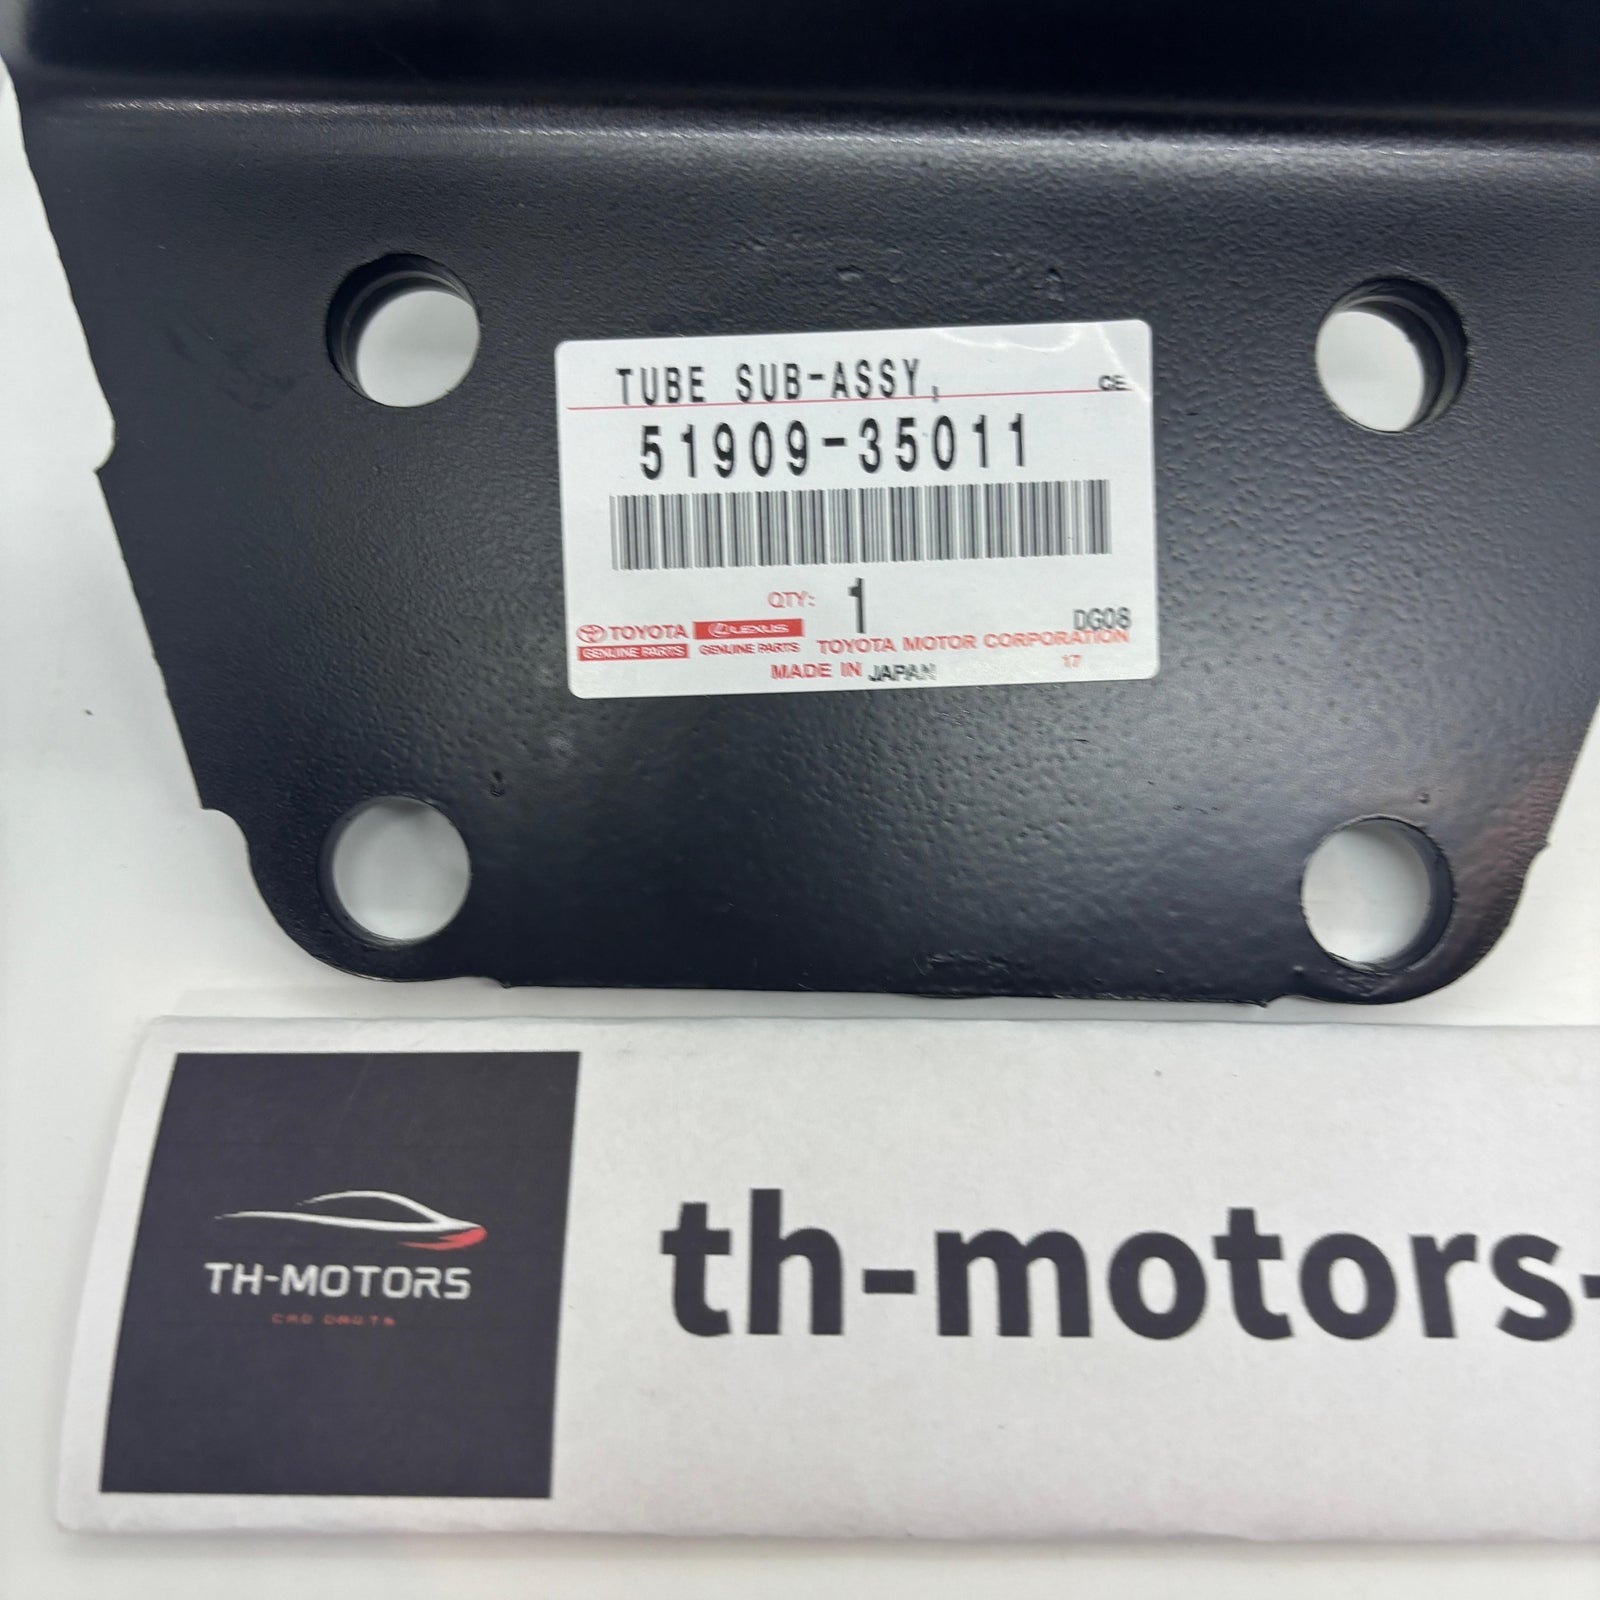 TUBE SUB-ASSY,
CE
51909-35011
QTY: 1
DG08
TOYOTA LEXUS
GENUINE PARTS GENUINE PARTS TOYOTA MOTOR CORPORATION
MADE IN JAPAN 17
th-motors-
TH-MOTORS